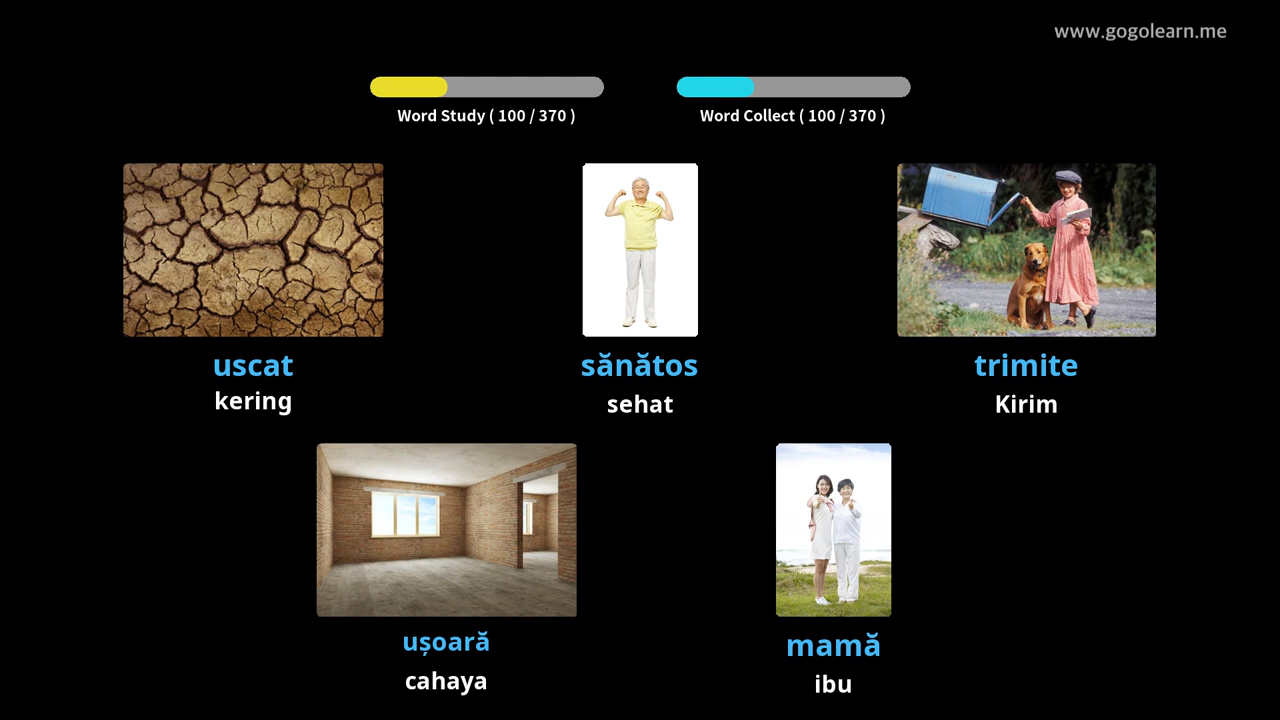 www.gogolearn.me
Word Study ( 100 / 370 )
Word Collect ( 100 / 370 )
uscat
kering
sănătos
sehat
trimite
Kirim
ușoară
cahaya
mamă
ibu